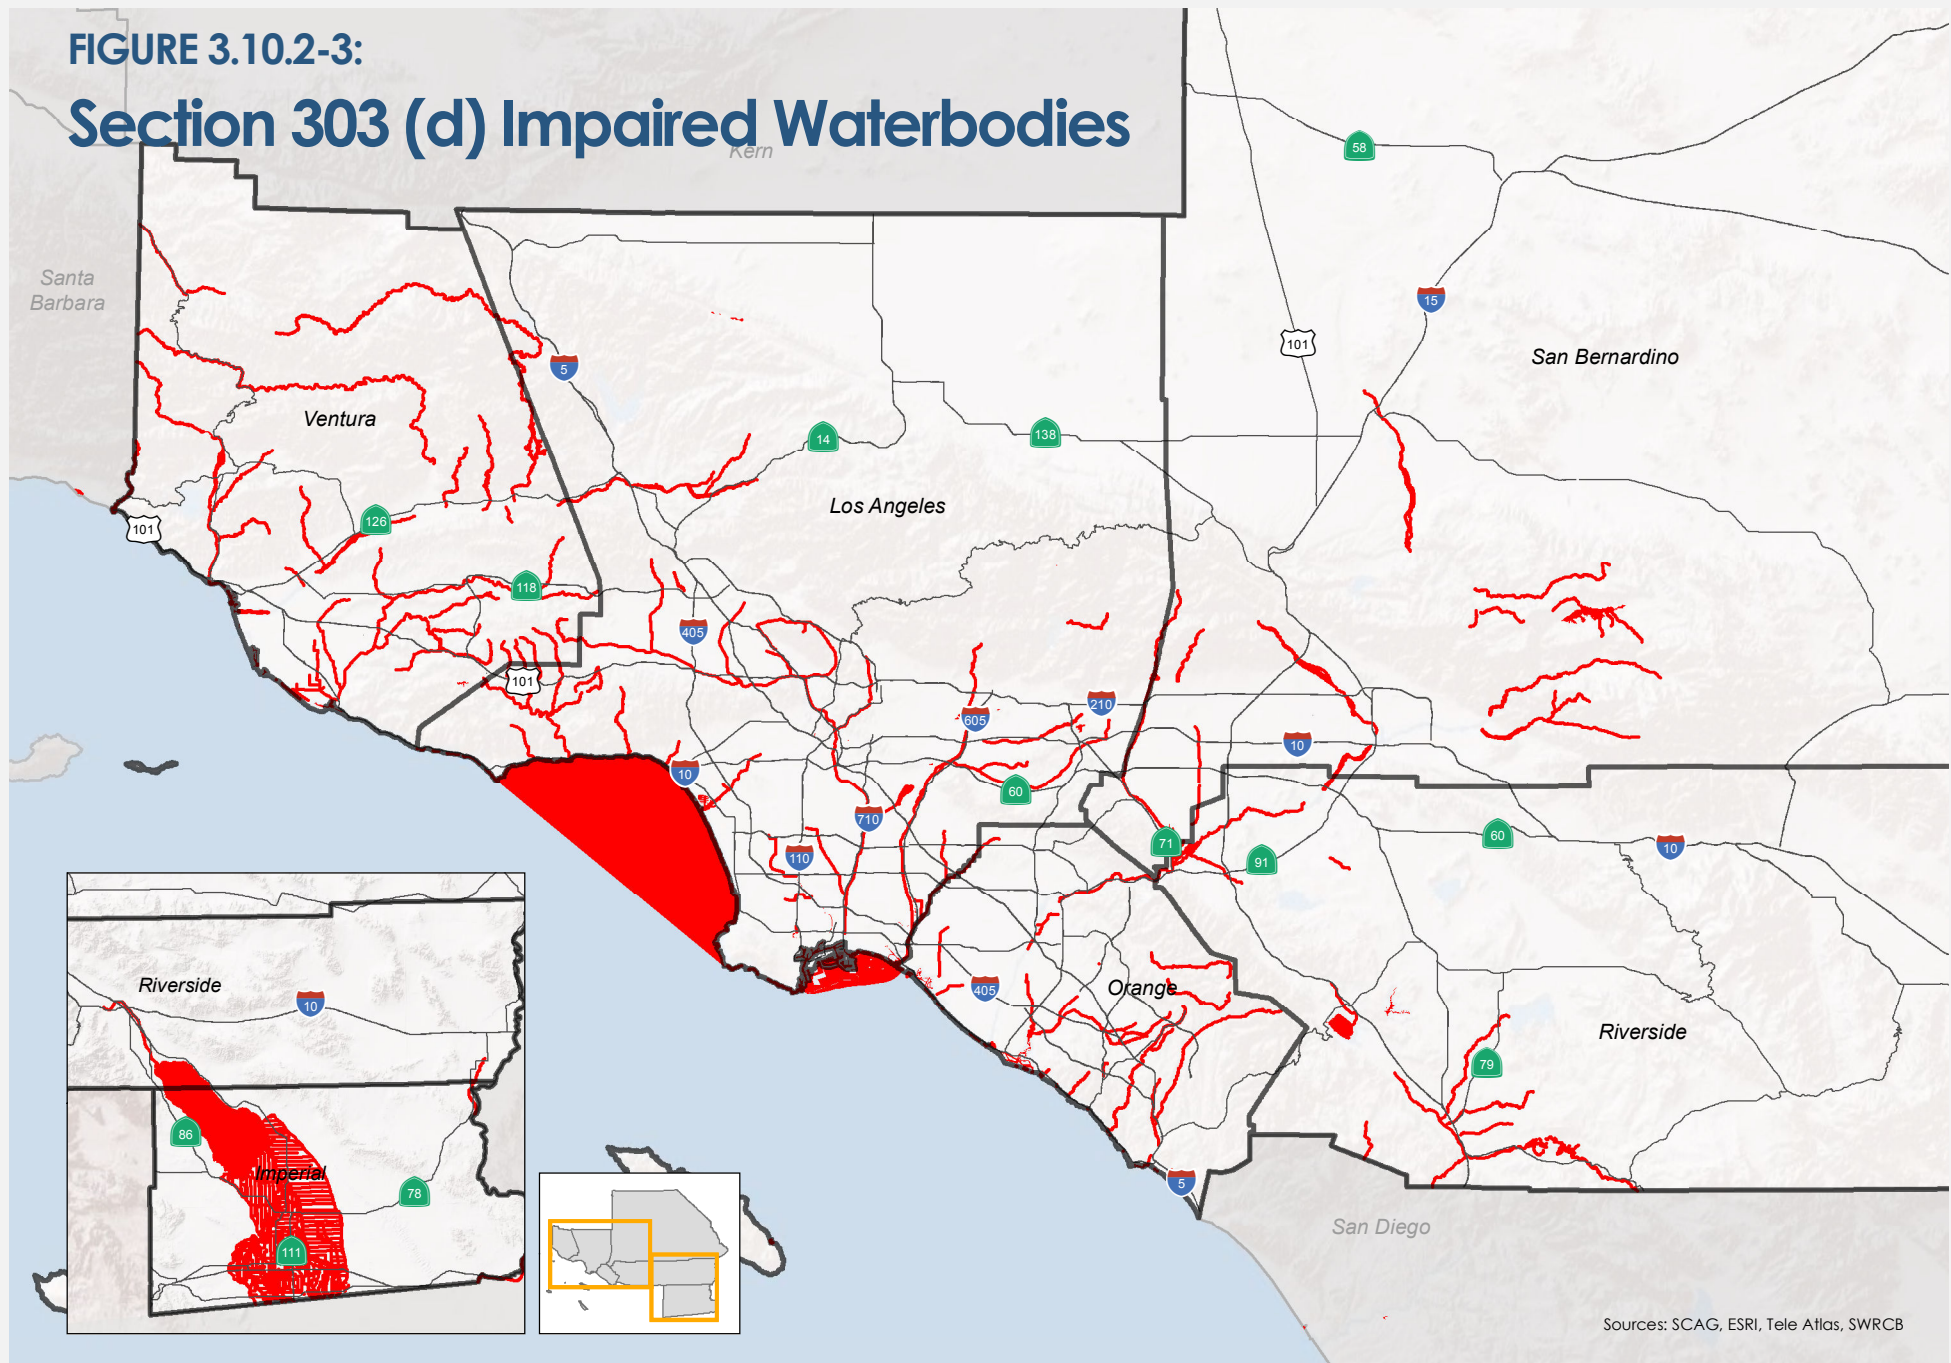 FIGURE 3.10.2-3:
Section 303 (d) Impaired Waterbodies
Kern
58
Santa
Barbara
15
101
San Bernardino
5
Ventura
14
138
Los Angeles
126
101
118
405
101
210
605
10
10
60
710
60
71
10
110
91
Riverside
10
405
Orange
Riverside
79
86
Imperial
78
5
111
San Diego
Sources: SCAG, ESRI, Tele Atlas, SWRCB